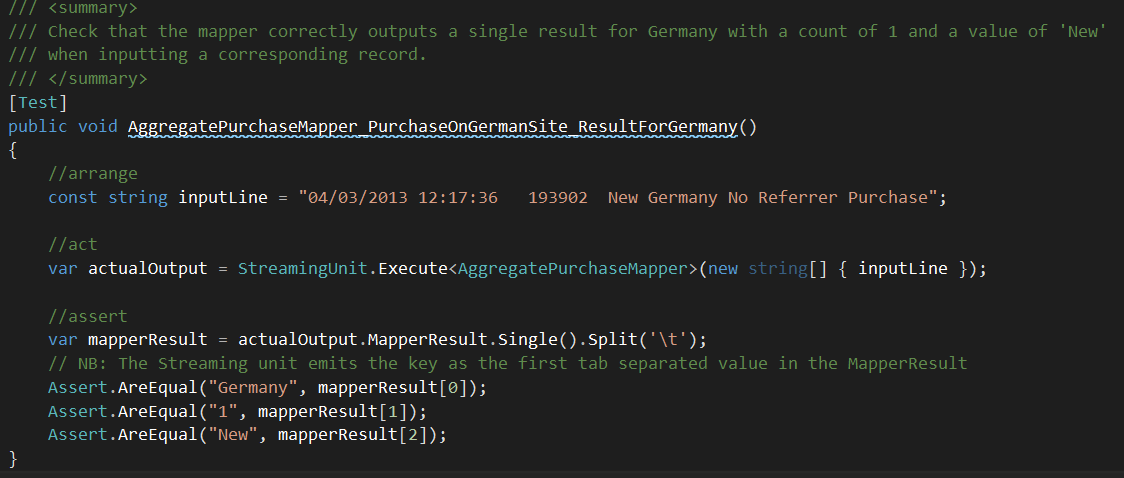 /// <summary>
/// Check that the mapper correctly outputs a single result for Germany with a count of 1 and a value of 'New'
/// when inputting a corresponding record.
/// </summary>
[Test]
public void AggregatePurchaseMapper_PurchaseOnGermanSite_ResultForGermany()
{
    //arrange
    const string inputLine = "04/03/2013 12:17:36   193902  New Germany No Referrer Purchase";

    //act
    var actualOutput = StreamingUnit.Execute<AggregatePurchaseMapper>(new string[] { inputLine });

    //assert
    var mapperResult = actualOutput.MapperResult.Single().Split('\t');
    // NB: The Streaming unit emits the key as the first tab separated value in the MapperResult
    Assert.AreEqual("Germany", mapperResult[0]);
    Assert.AreEqual("1", mapperResult[1]);
    Assert.AreEqual("New", mapperResult[2]);
}